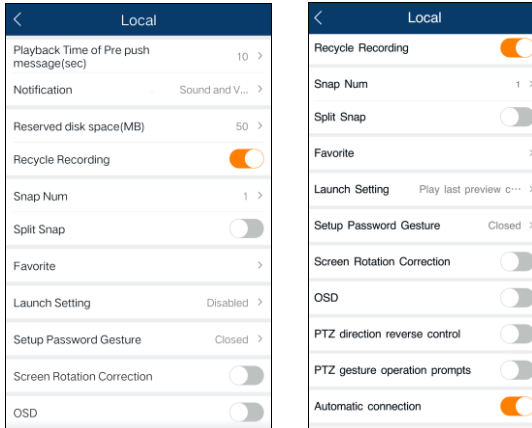 Local
Playback Time of Pre push
message(sec)
10
Notification
Sound and V...
Reserved disk space(MB)
50
Recycle Recording
Snap Num
1
Split Snap
Favorite
Launch Setting
Disabled
Setup Password Gesture
Closed
Screen Rotation Correction
OSD
Local
Recycle Recording
Snap Num
1
Split Snap
Favorite
Launch Setting
Play last preview c···
Setup Password Gesture
Closed
Screen Rotation Correction
OSD
PTZ direction reverse control
PTZ gesture operation prompts
Automatic connection